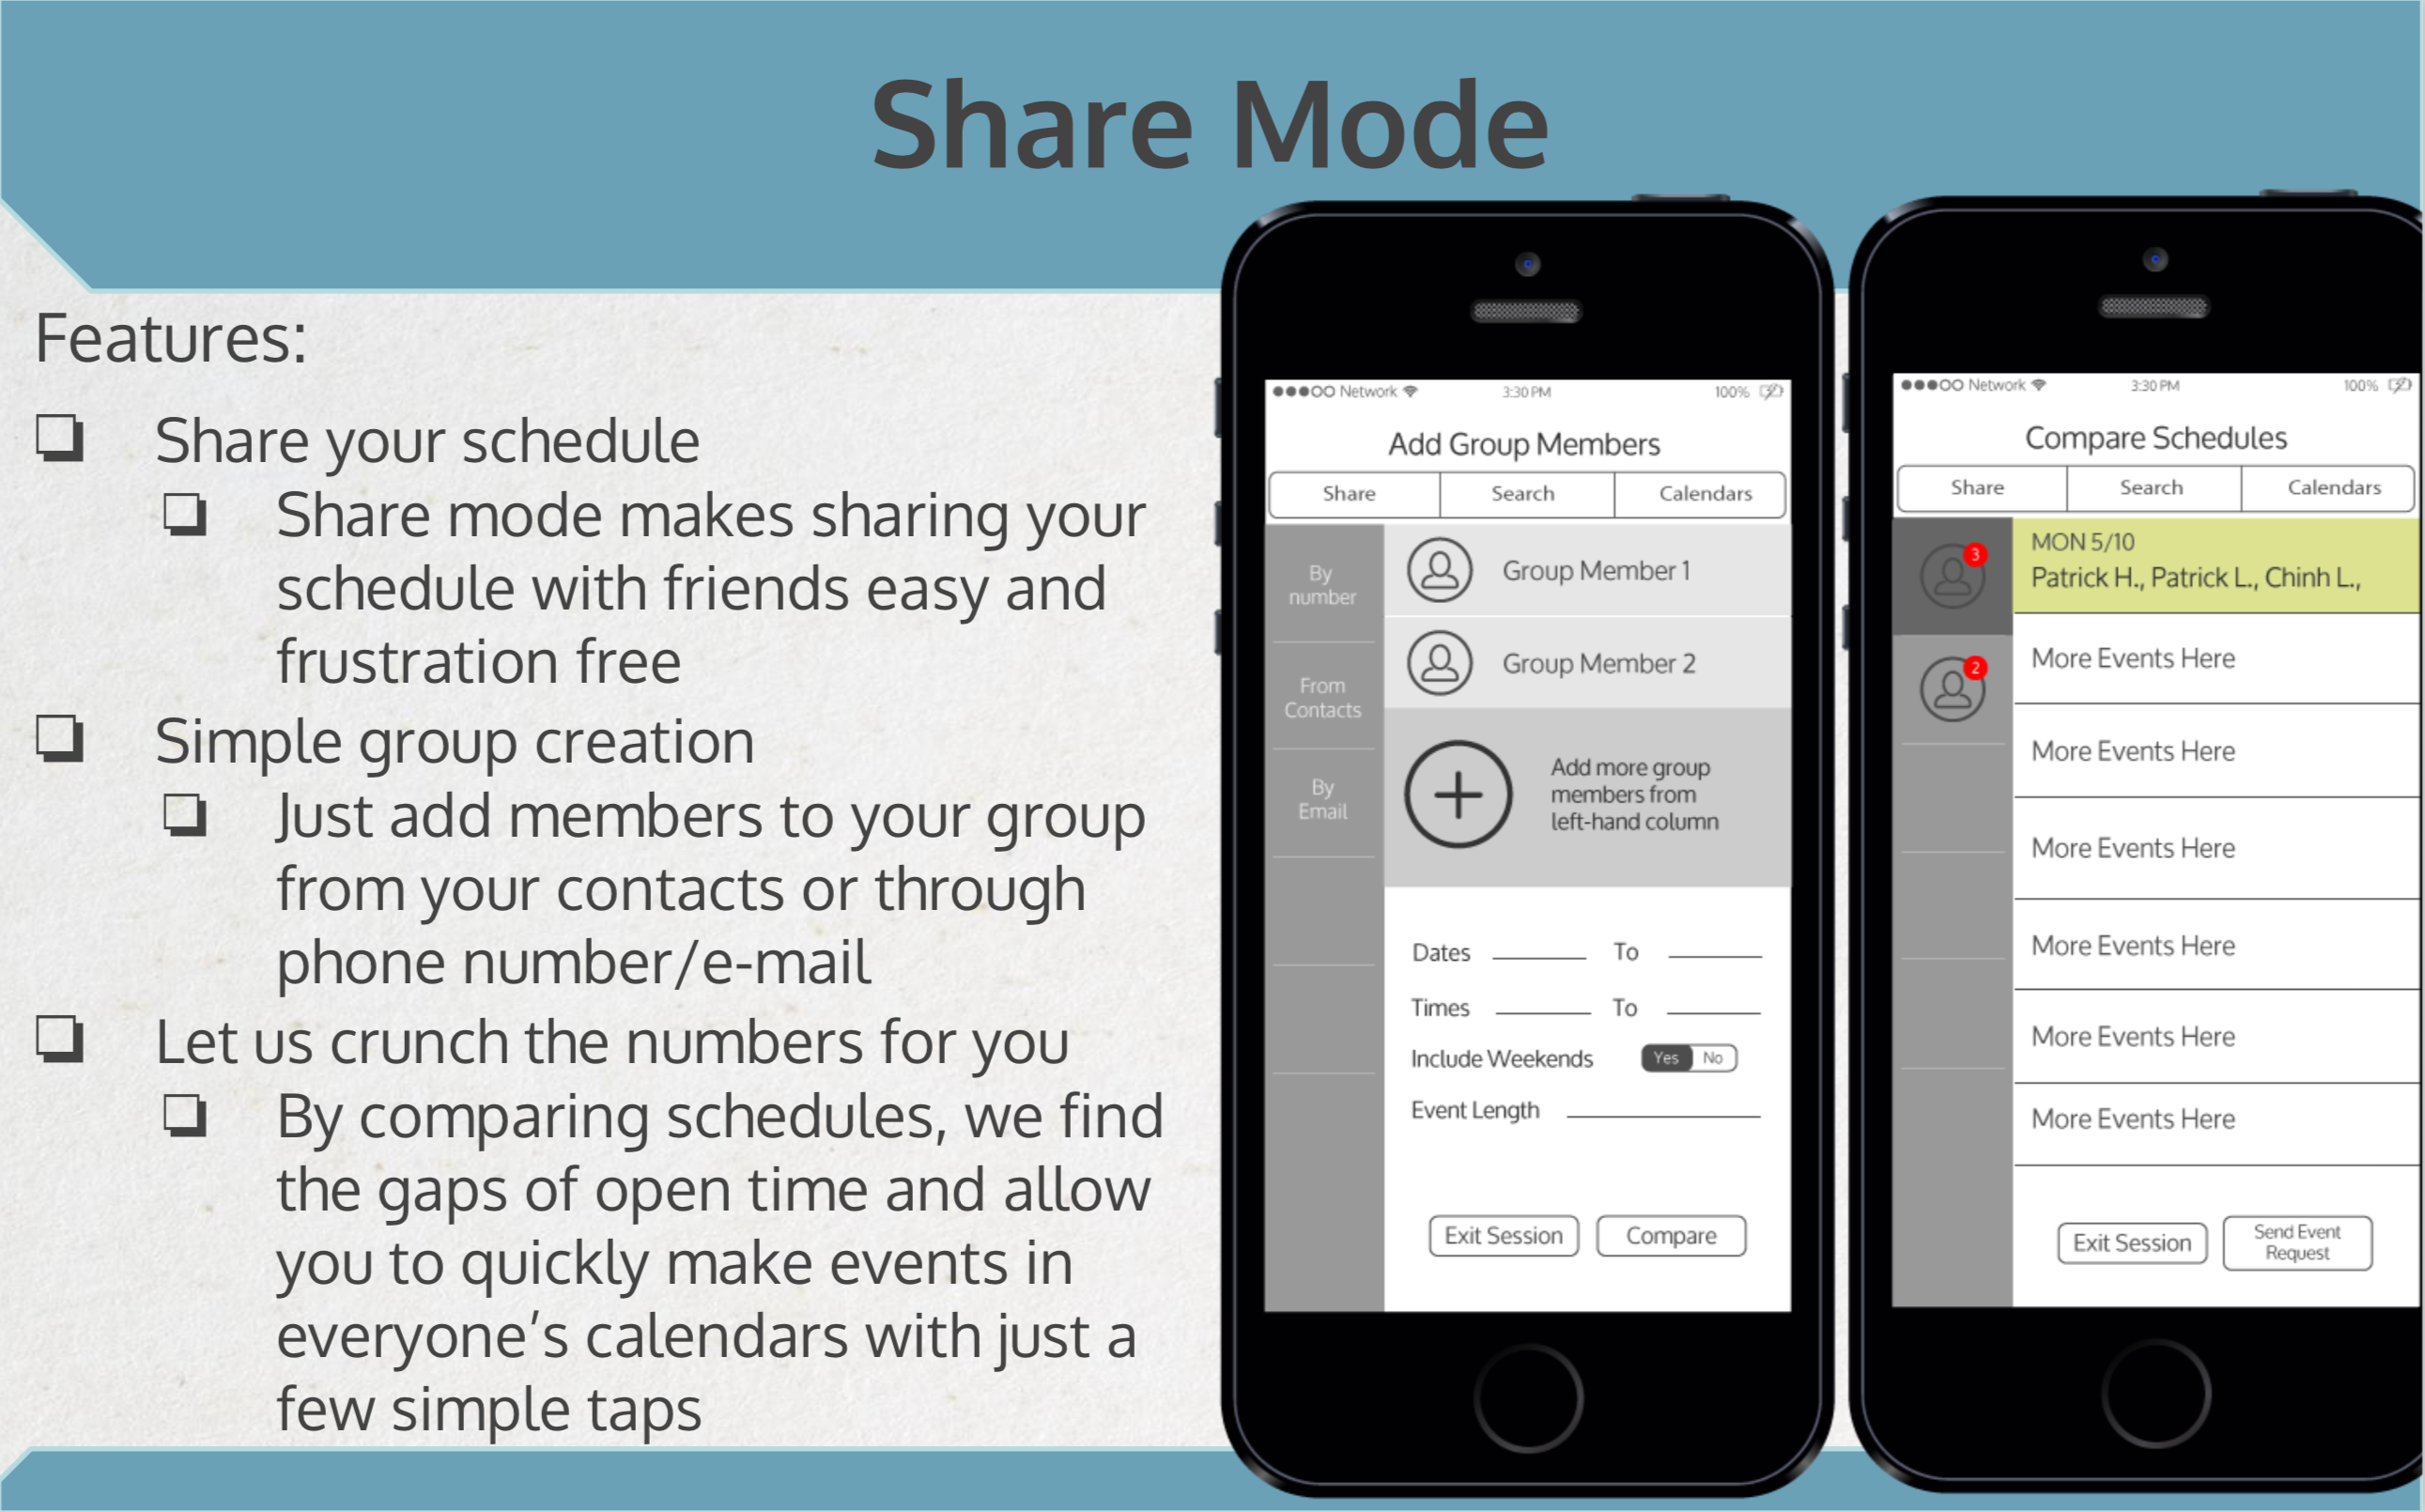 Share Mode
Features:
Share your schedule
Share mode makes sharing your
schedule with friends easy and
frustration free
Simple group creation
Just add members to your group
from your contacts or through
phone number/e-mail
Let us crunch the numbers for you
By comparing schedules, we find
the gaps of open time and allow
you to quickly make events in
everyone’s calendars with just a
few simple taps
Network 3:30 PM 100%
Add Group Members
Share Search Calendars
By
number
From
Contacts
By
Email
Group Member 1
Group Member 2
Add more group
members from
left-hand column
Dates To
Times To
Include Weekends Yes No
Event Length
Exit Session Compare
Network 3:30 PM 100%
Compare Schedules
Share Search Calendars
3
2
MON 5/10
Patrick H., Patrick L., Chinh L.,
More Events Here
More Events Here
More Events Here
More Events Here
More Events Here
More Events Here
Exit Session
Send Event
Request